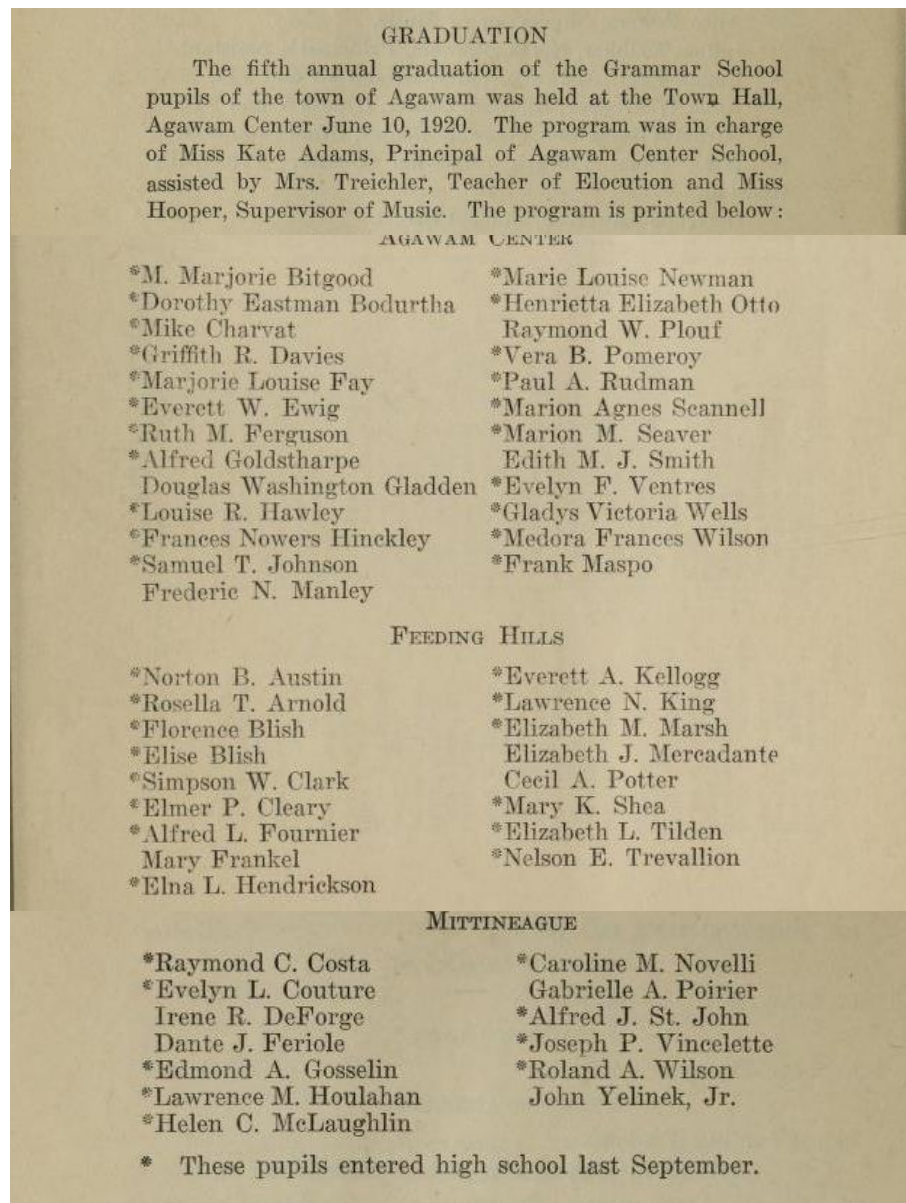 GRADUATION
The fifth annual graduation of the Grammar School
pupils of the town of Agawam was held at the Town Hall,
Agawam Center June 10, 1920. The program was in charge
of Miss Kate Adams, Principal of Agawam Center School,
assisted by Mrs. Treichler, Teacher of Elocution and Miss
Hooper, Supervisor of Music. The program is printed below:
AGAWAM CENTER
*M. Marjorie Bitgood
*Dorothy Eastman Bodurtha
*Mike Charvat
*Griffith R. Davies
*Marjorie Louise Fay
*Everett W. Ewig
*Ruth M. Ferguson
*Alfred Goldstharpe
Douglas Washington Gladden
*Louise R. Hawley
*Frances Nowers Hinckley
*Samuel T. Johnson
Frederic N. Manley
*Marie Louise Newman
*Henrietta Elizabeth Otto
Raymond W. Plouf
*Vera B. Pomeroy
*Paul A. Rudman
*Marion Agnes Scannell
*Marion M. Seaver
Edith M. J. Smith
*Evelyn F. Ventres
*Gladys Victoria Wells
*Medora Frances Wilson
*Frank Maspo
FEEDING HILLS
*Norton B. Austin
*Rosella T. Arnold
*Florence Blish
*Elise Blish
*Simpson W. Clark
*Elmer P. Cleary
*Alfred L. Fournier
Mary Frankel
*Elna L. Hendrickson
*Everett A. Kellogg
*Lawrence N. King
*Elizabeth M. Marsh
Elizabeth J. Mercadante
Cecil A. Potter
*Mary K. Shea
*Elizabeth L. Tilden
*Nelson E. Trevallion
MITTINEAGUE
*Raymond C. Costa
*Evelyn L. Couture
Irene R. DeForge
Dante J. Feriole
*Edmond A. Gosselin
*Lawrence M. Houlahan
*Helen C. McLaughlin
*Caroline M. Novelli
Gabrielle A. Poirier
*Alfred J. St. John
*Joseph P. Vincelette
*Roland A. Wilson
John Yelinek, Jr.
* These pupils entered high school last September.